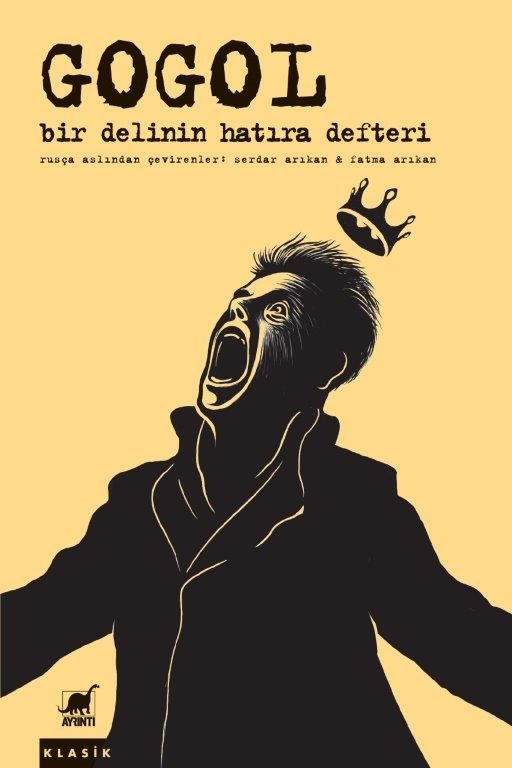 GOGOL
bir delinin hatıra defteri
rusça aslından çevirenler: serdar arıkan & fatma arıkan
AYRINTI
KLASİK